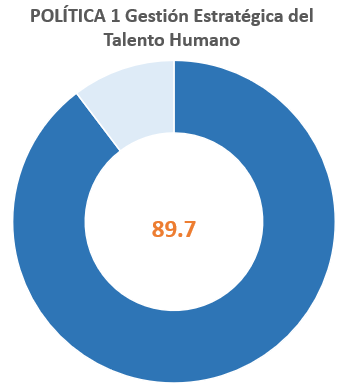 POLÍTICA 1 Gestión Estratégica del
Talento Humano
89.7